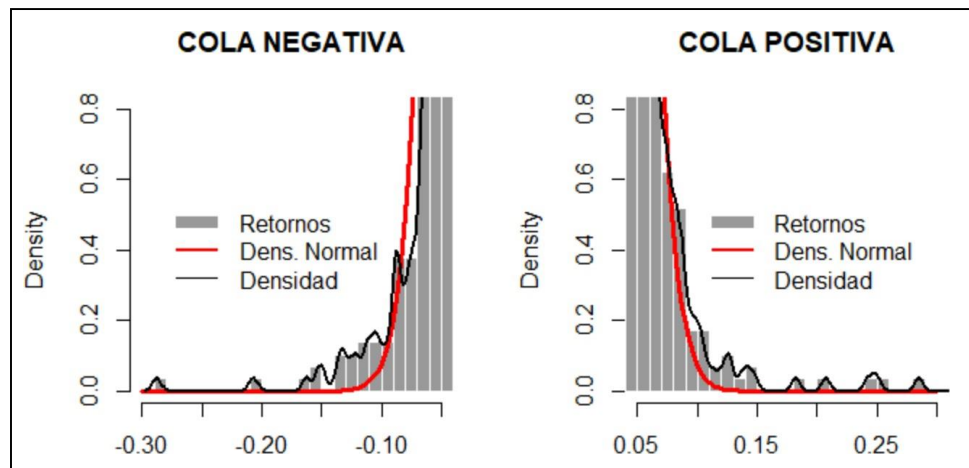 COLA NEGATIVA
Density
0.0 0.2 0.4 0.6 0.8
Retornos
Dens. Normal
Densidad
-0.30 -0.20 -0.10
COLA POSITIVA
Density
0.0 0.2 0.4 0.6 0.8
Retornos
Dens. Normal
Densidad
0.05 0.15 0.25